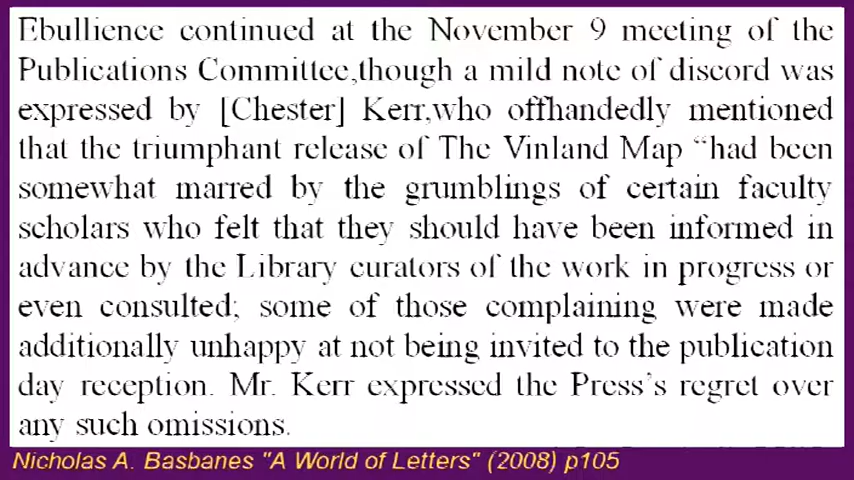 Ebullience continued at the November 9 meeting of the
Publications Committee,though a mild note of discord was
expressed by [Chester] Kerr,who offhandedly mentioned
that the triumphant release of The Vinland Map “had been
somewhat marred by the grumblings of certain faculty
scholars who felt that they should have been informed in
advance by the Library curators of the work in progress or
even consulted; some of those complaining were made
additionally unhappy at not being invited to the publication
day reception. Mr. Kerr expressed the Press’s regret over
any such omissions.
Nicholas A. Basbanes "A World of Letters" (2008) p105